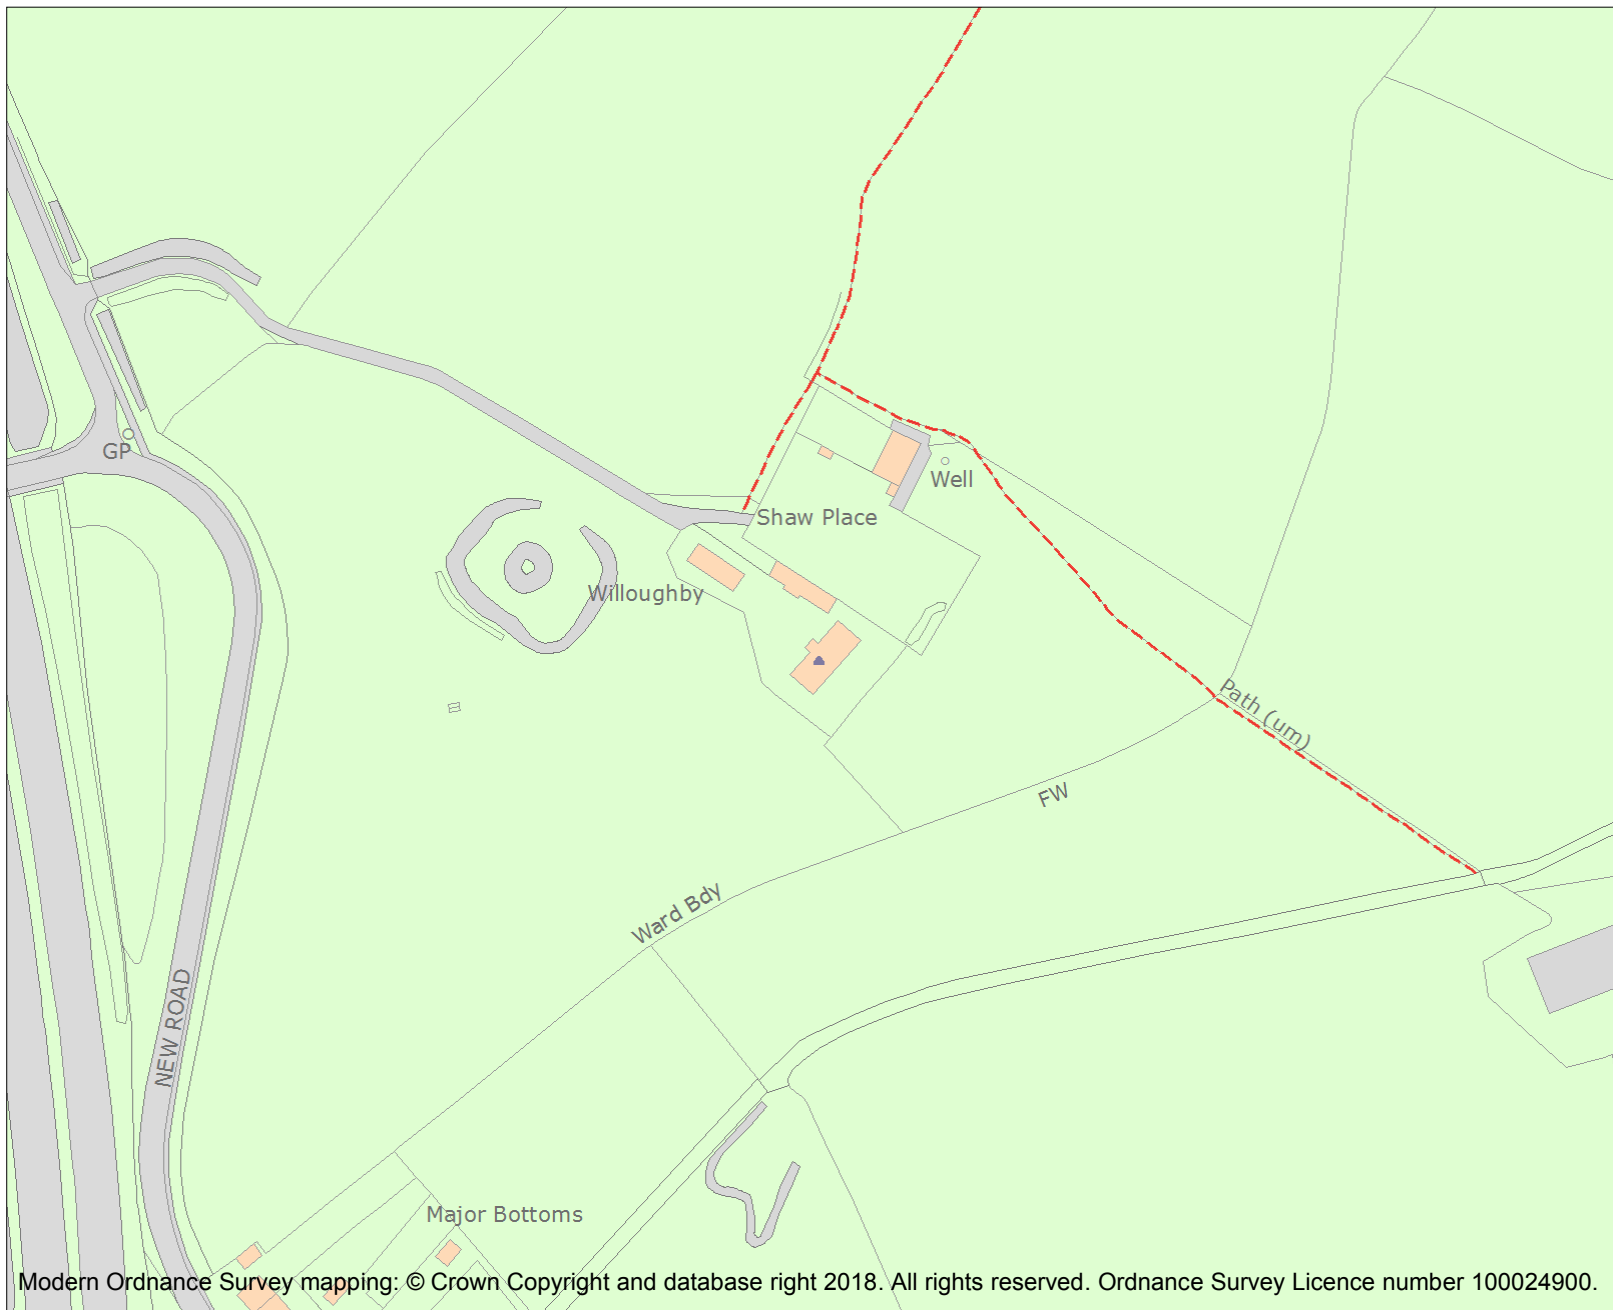 GP
Well
Shaw Place
Willoughby
Path (um)
FW
Ward Bdy
NEW ROAD
Major Bottoms
Modern Ordnance Survey mapping: © Crown Copyright and database right 2018. All rights reserved. Ordnance Survey Licence number 100024900.